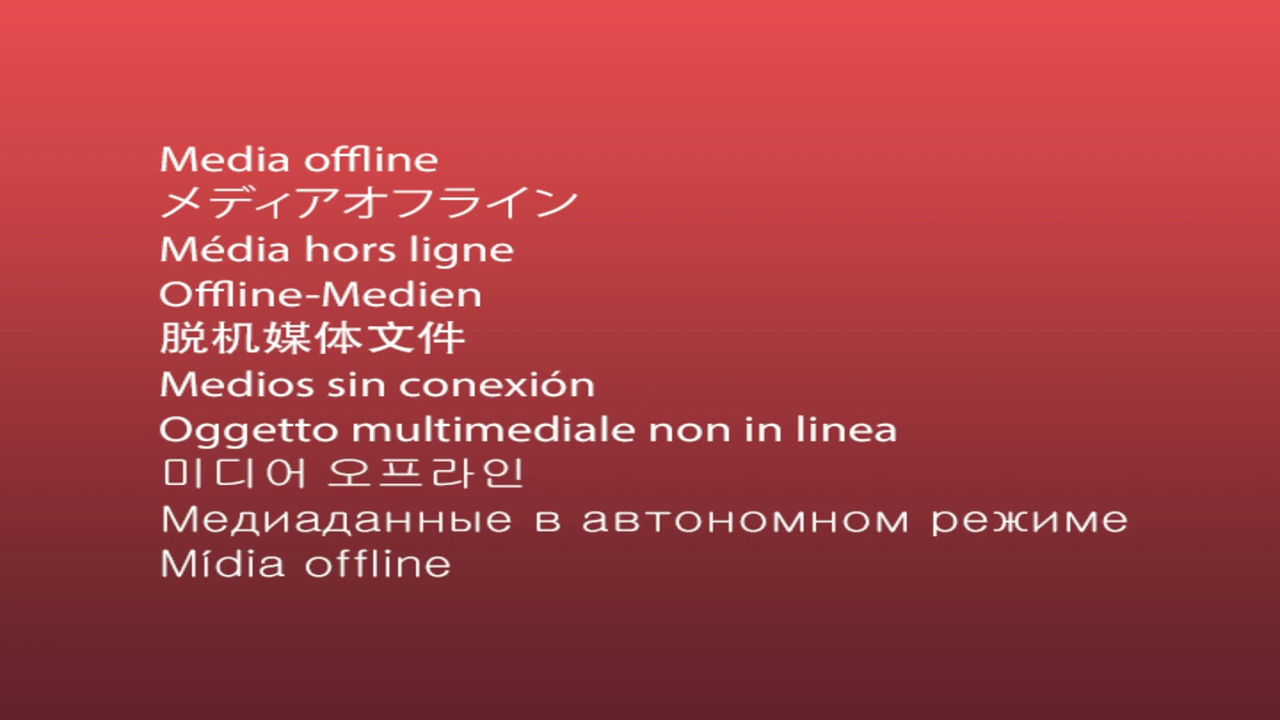 Media offline
メディアオフライン
Média hors ligne
Offline-Medien
脱机媒体文件
Medios sin conexión
Oggetto multimediale non in linea
미디어 오프라인
Медиаданные в автономном режиме
Mídia offline